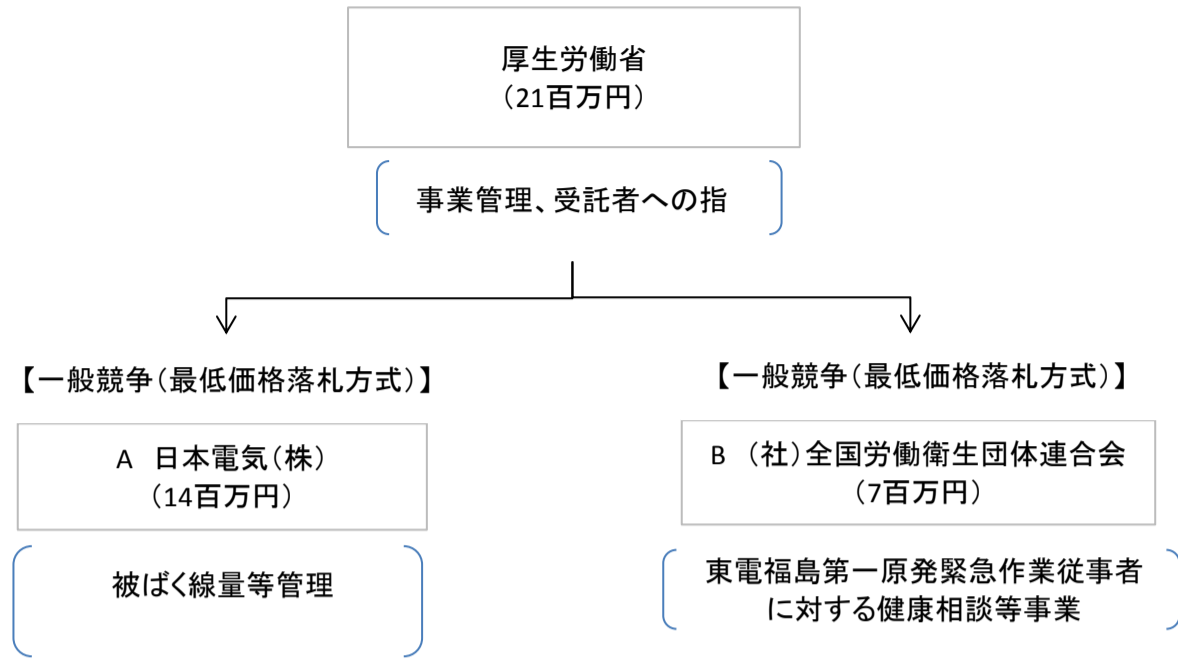 厚生労働省
(21百万円)
事業管理、受託者への指
【一般競争(最低価格落札方式)】
A 日本電気(株)
(14百万円)
被ばく線量等管理
【一般競争(最低価格落札方式)】
B (社)全国労働衛生団体連合会
(7百万円)
東電福島第一原発緊急作業従事者
に対する健康相談等事業